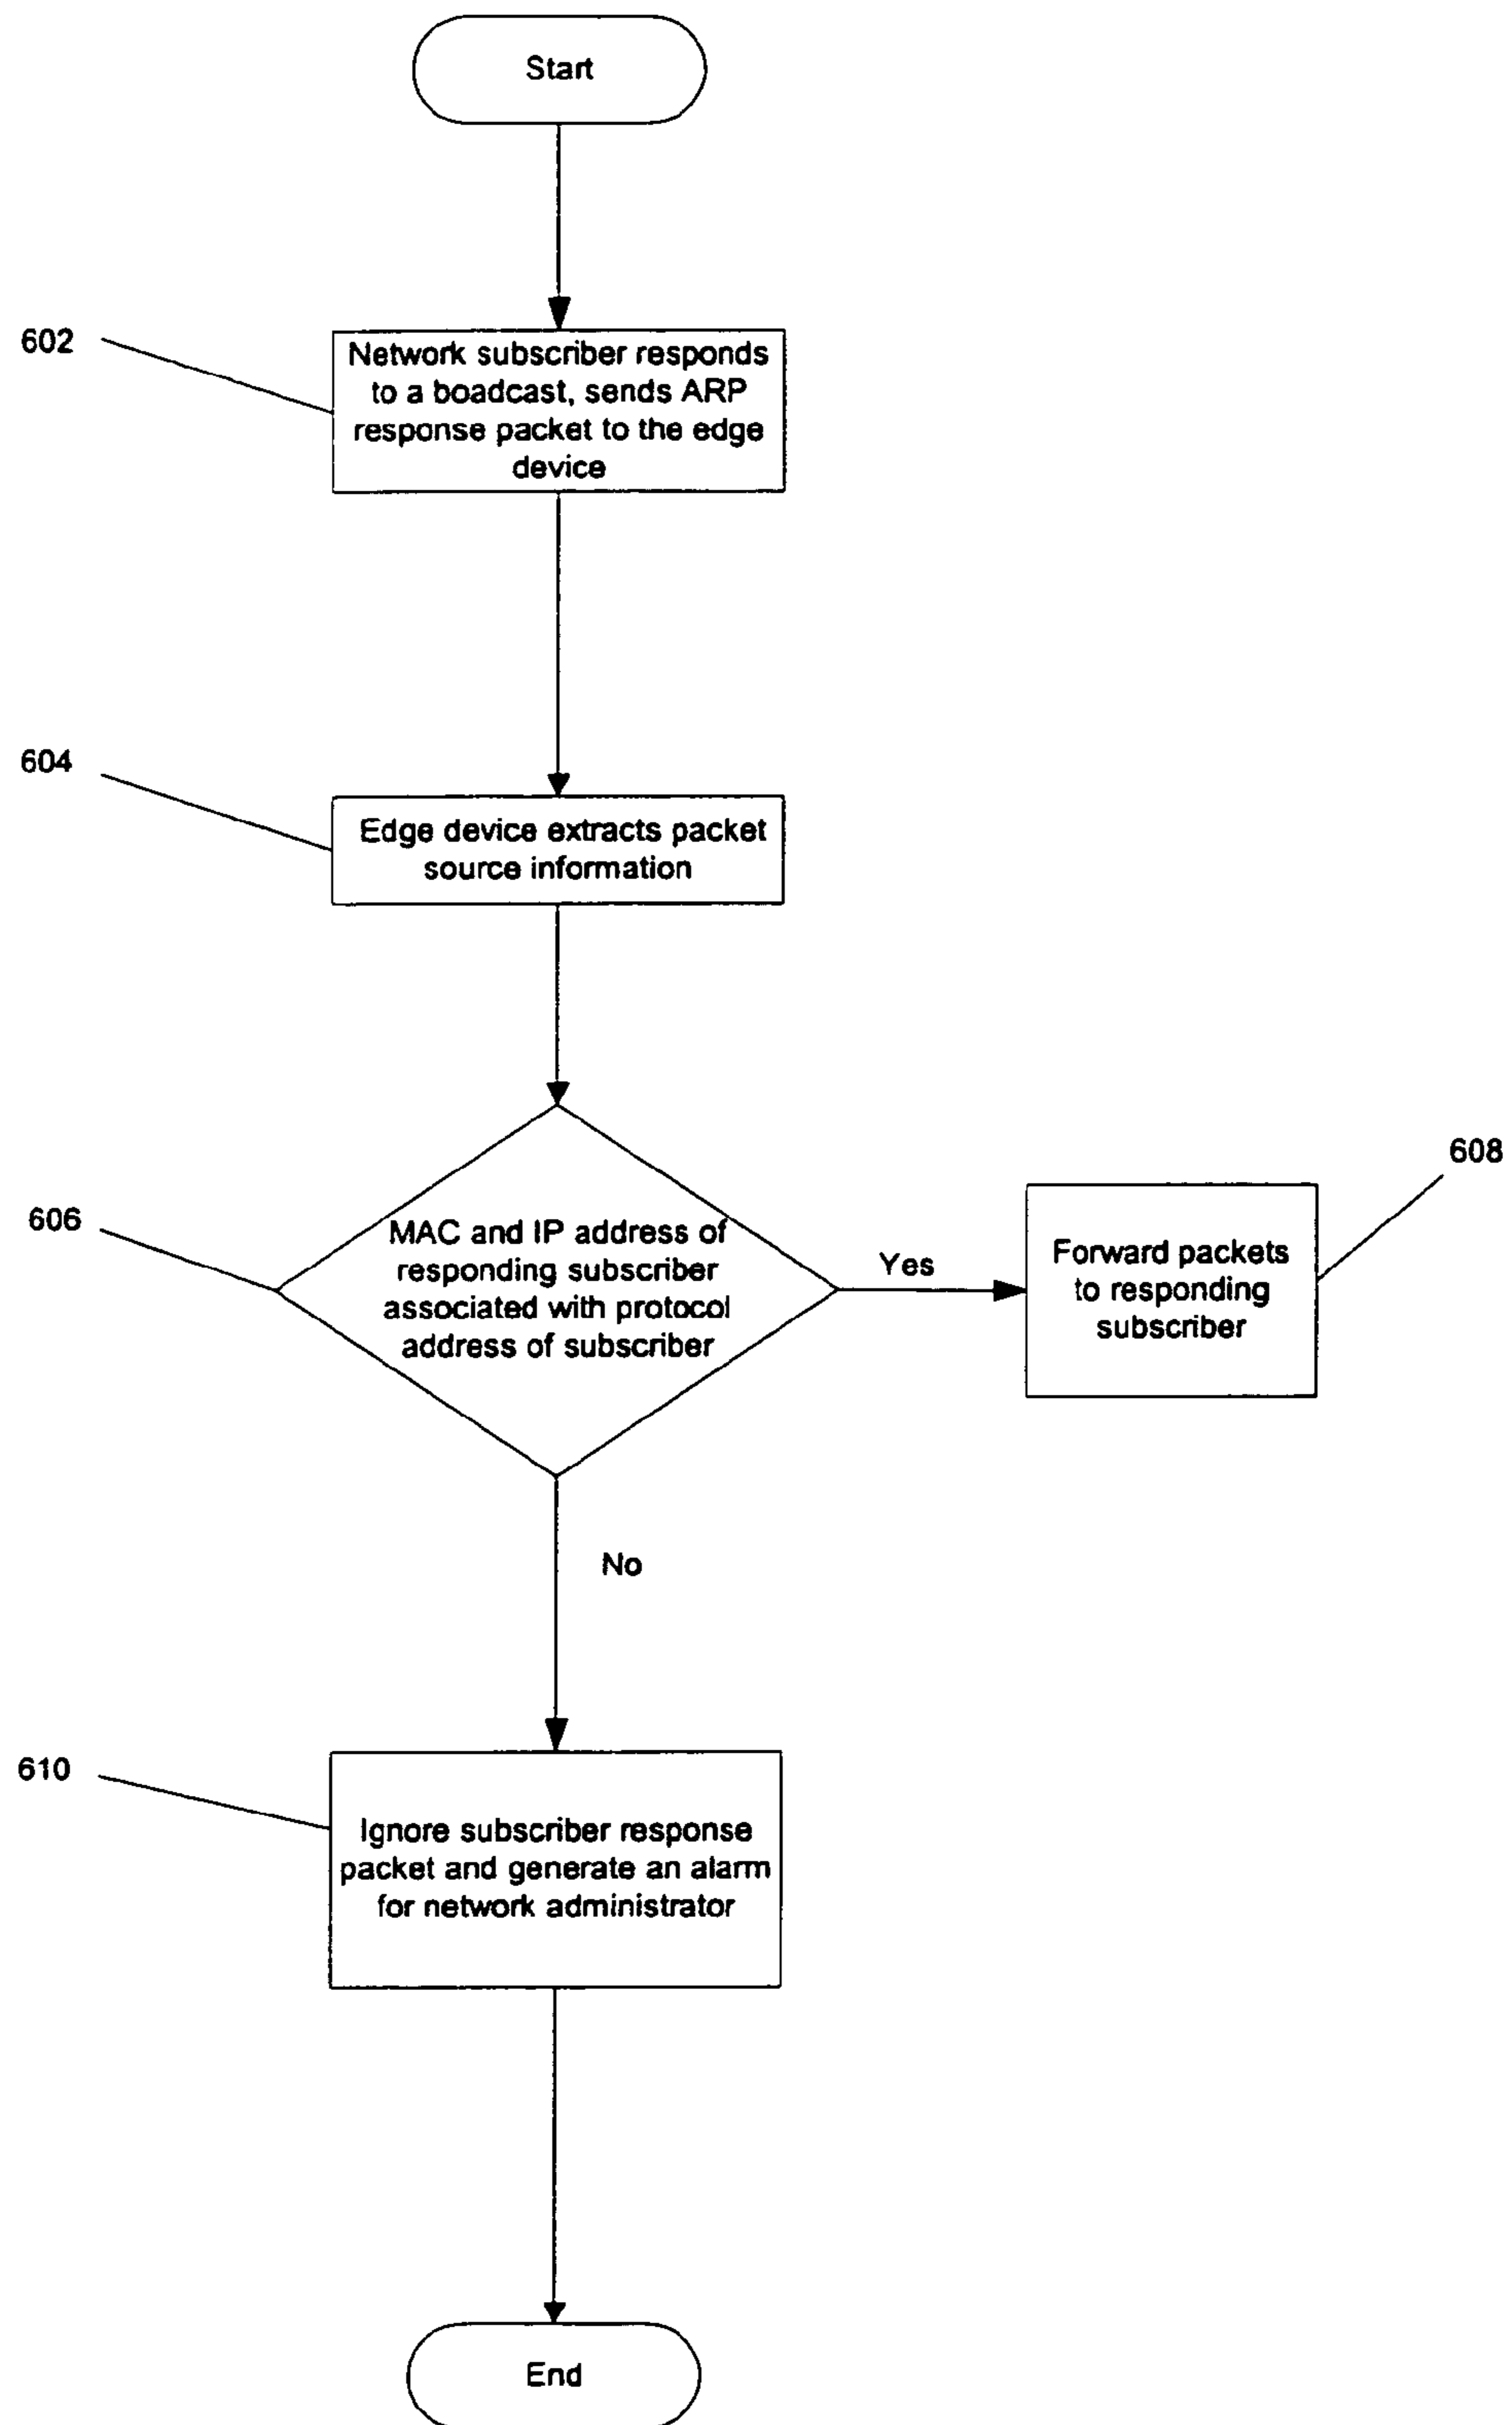 Start
602
Network subscriber responds
to a boadcast, sends ARP
response packet to the edge
device
604
Edge device extracts packet
source information
606
MAC and IP address of
responding subscriber
associated with protocol
address of subscriber
Yes
608
Forward packets
to responding
subscriber
No
610
Ignore subscriber response
packet and generate an alarm
for network administrator
End